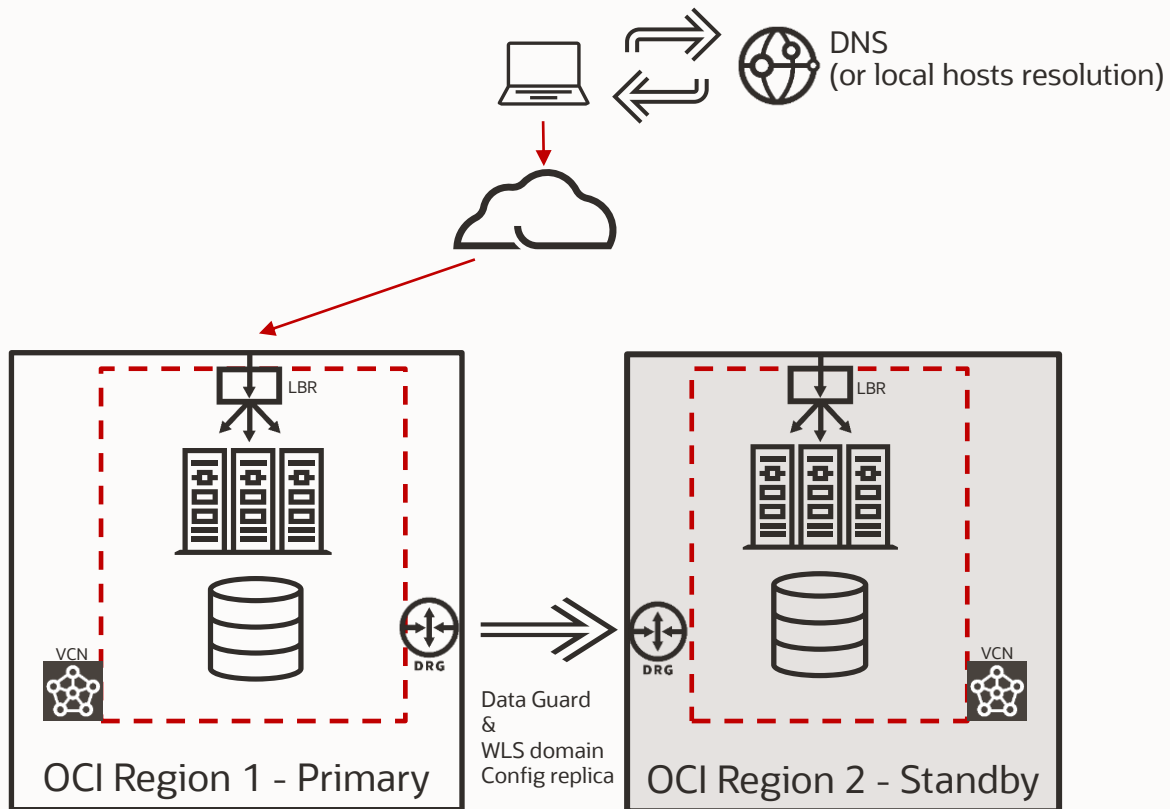 DNS
(or local hosts resolution)
LBR
LBR
VCN
DRG
DRG
VCN
Data Guard
&
WLS domain
Config replica
OCI Region 1 - Primary
OCI Region 2 - Standby